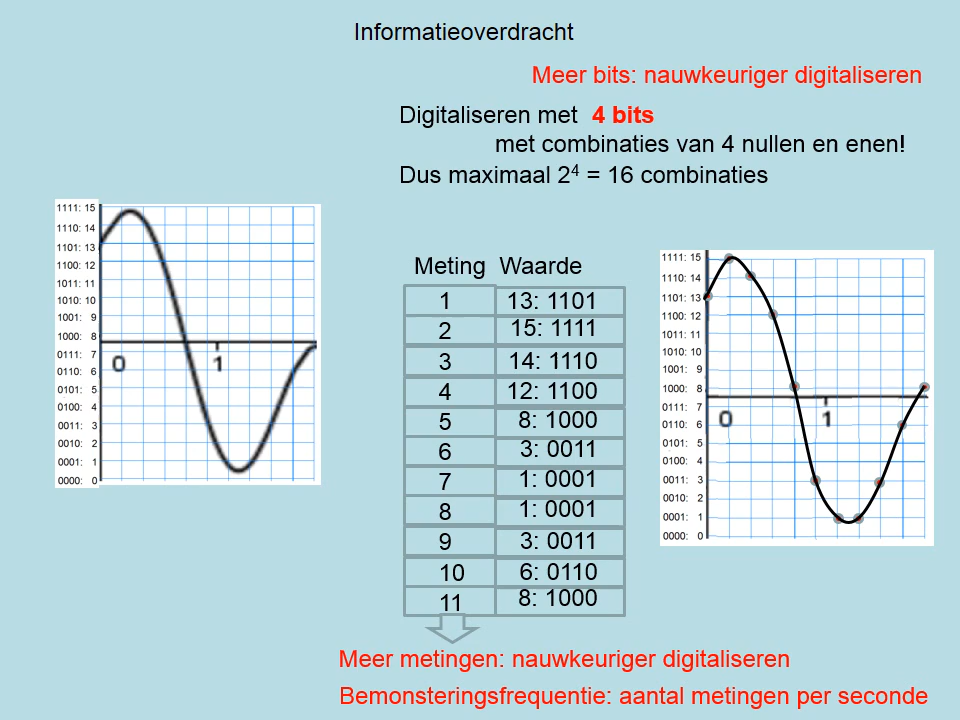 Informatieoverdracht
Meer bits: nauwkeuriger digitaliseren
Digitaliseren met 4 bits
met combinaties van 4 nullen en enen!
Dus maximaal 2⁴ = 16 combinaties
1111: 15
1110: 14
1101: 13
1100: 12
1011: 11
1010: 10
1001: 9
1000: 8
0111: 7
0110: 6
0101: 5
0100: 4
0011: 3
0010: 2
0001: 1
0000: 0
0 1
Meting Waarde
1 13: 1101
2 15: 1111
3 14: 1110
4 12: 1100
5 8: 1000
6 3: 0011
7 1: 0001
8 1: 0001
9 3: 0011
10 6: 0110
11 8: 1000
1111: 15
1110: 14
1101: 13
1100: 12
1011: 11
1010: 10
1001: 9
1000: 8
0111: 7
0110: 6
0101: 5
0100: 4
0011: 3
0010: 2
0001: 1
0000: 0
0 1
Meer metingen: nauwkeuriger digitaliseren
Bemonsteringsfrequentie: aantal metingen per seconde